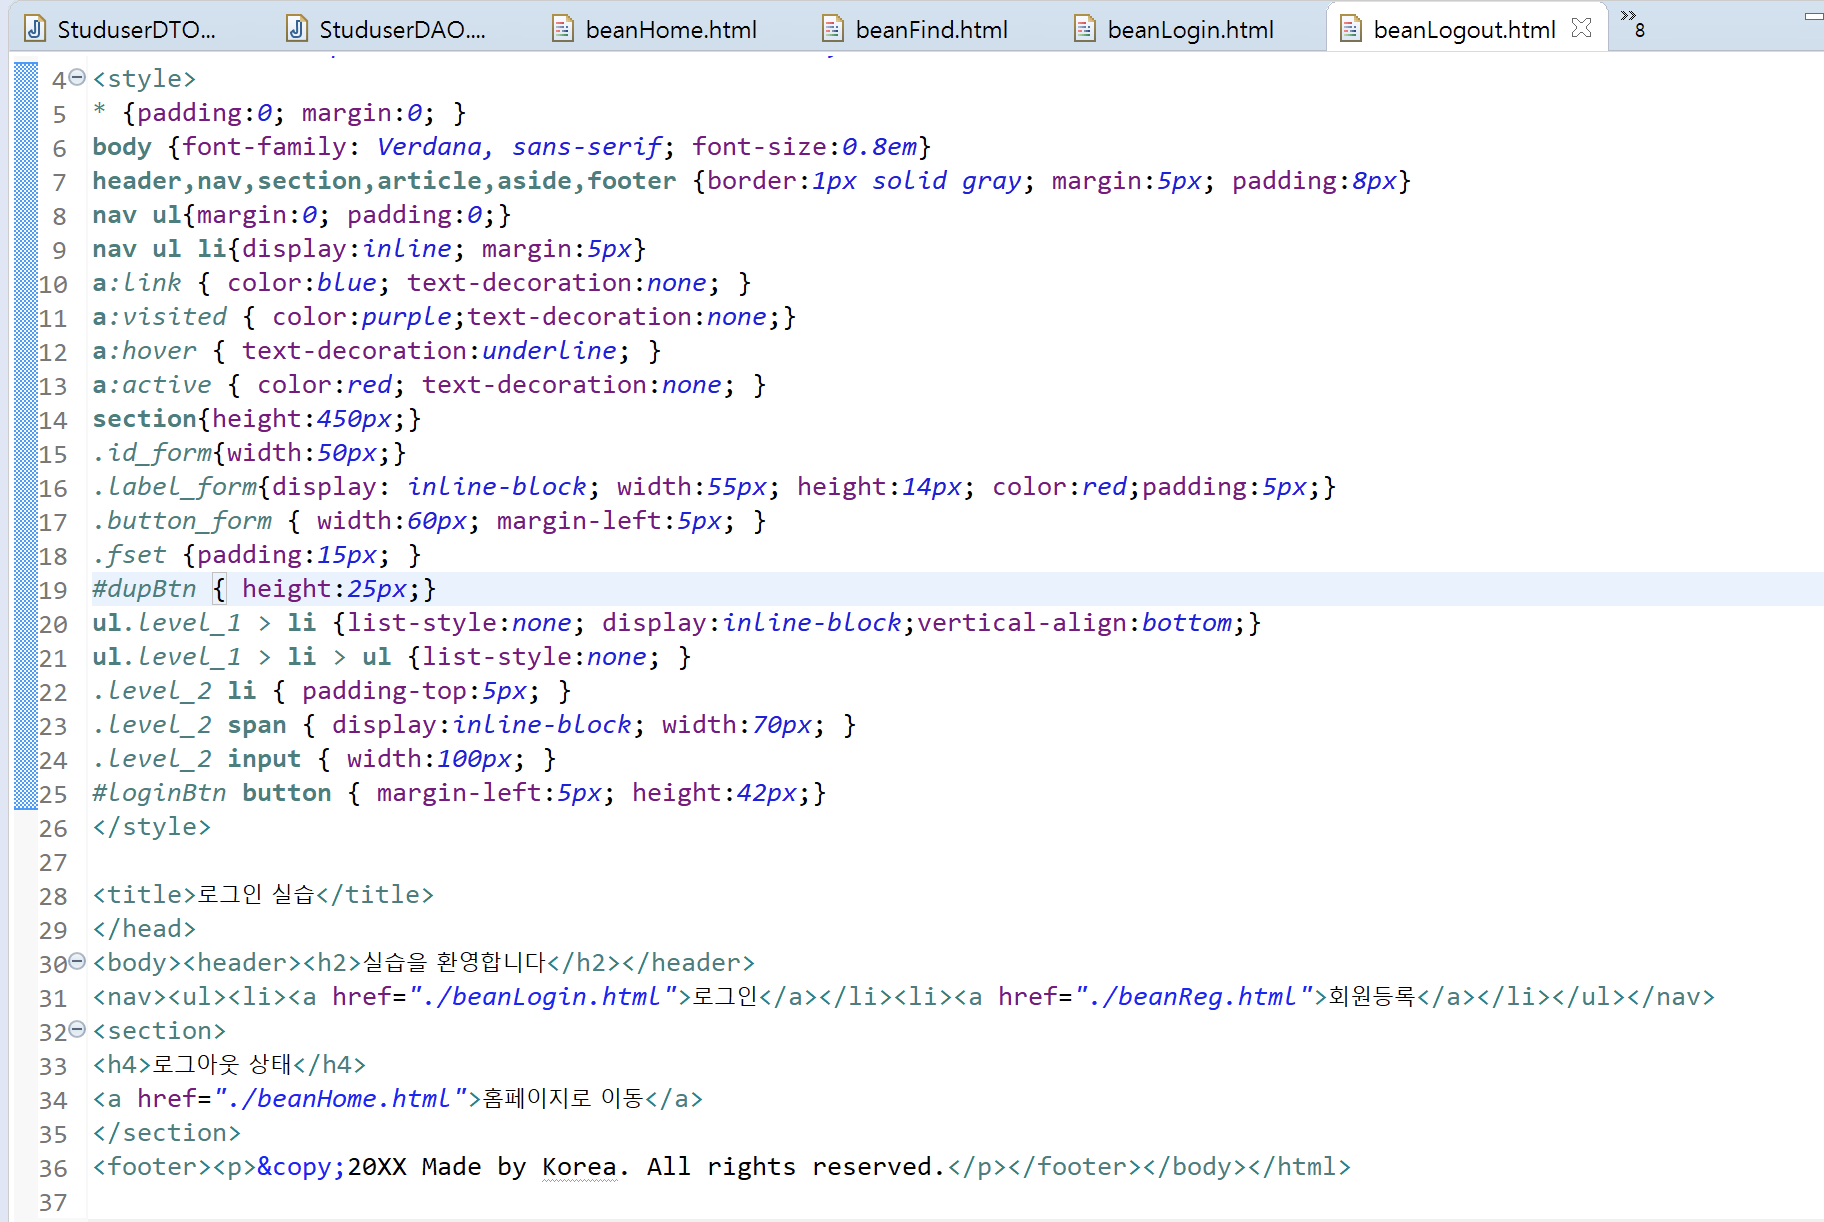 StuduserDTO... StuduserDAO.... beanHome.html beanFind.html beanLogin.html beanLogout.html »8
4 <style>
5 * {padding:0; margin:0; }
6 body {font-family: Verdana, sans-serif; font-size:0.8em}
7 header,nav,section,article,aside,footer {border:1px solid gray; margin:5px; padding:8px}
8 nav ul{margin:0; padding:0;}
9 nav ul li{display:inline; margin:5px}
10 a:link { color:blue; text-decoration:none; }
11 a:visited { color:purple;text-decoration:none;}
12 a:hover { text-decoration:underline; }
13 a:active { color:red; text-decoration:none; }
14 section{height:450px;}
15 .id_form{width:50px;}
16 .label_form{display: inline-block; width:55px; height:14px; color:red;padding:5px;}
17 .button_form { width:60px; margin-left:5px; }
18 .fset {padding:15px; }
19 #dupBtn { height:25px;}
20 ul.level_1 > li {list-style:none; display:inline-block;vertical-align:bottom;}
21 ul.level_1 > li > ul {list-style:none; }
22 .level_2 li { padding-top:5px; }
23 .level_2 span { display:inline-block; width:70px; }
24 .level_2 input { width:100px; }
25 #loginBtn button { margin-left:5px; height:42px;}
26 </style>
27
28 <title>로그인 실습</title>
29 </head>
30 <body><header><h2>실습을 환영합니다</h2></header>
31 <nav><ul><li><a href="./beanLogin.html">로그인</a></li><li><a href="./beanReg.html">회원등록</a></li></ul></nav>
32 <section>
33 <h4>로그아웃 상태</h4>
34 <a href="./beanHome.html">홈페이지로 이동</a>
35 </section>
36 <footer><p>&copy;20XX Made by Korea. All rights reserved.</p></footer></body></html>
37